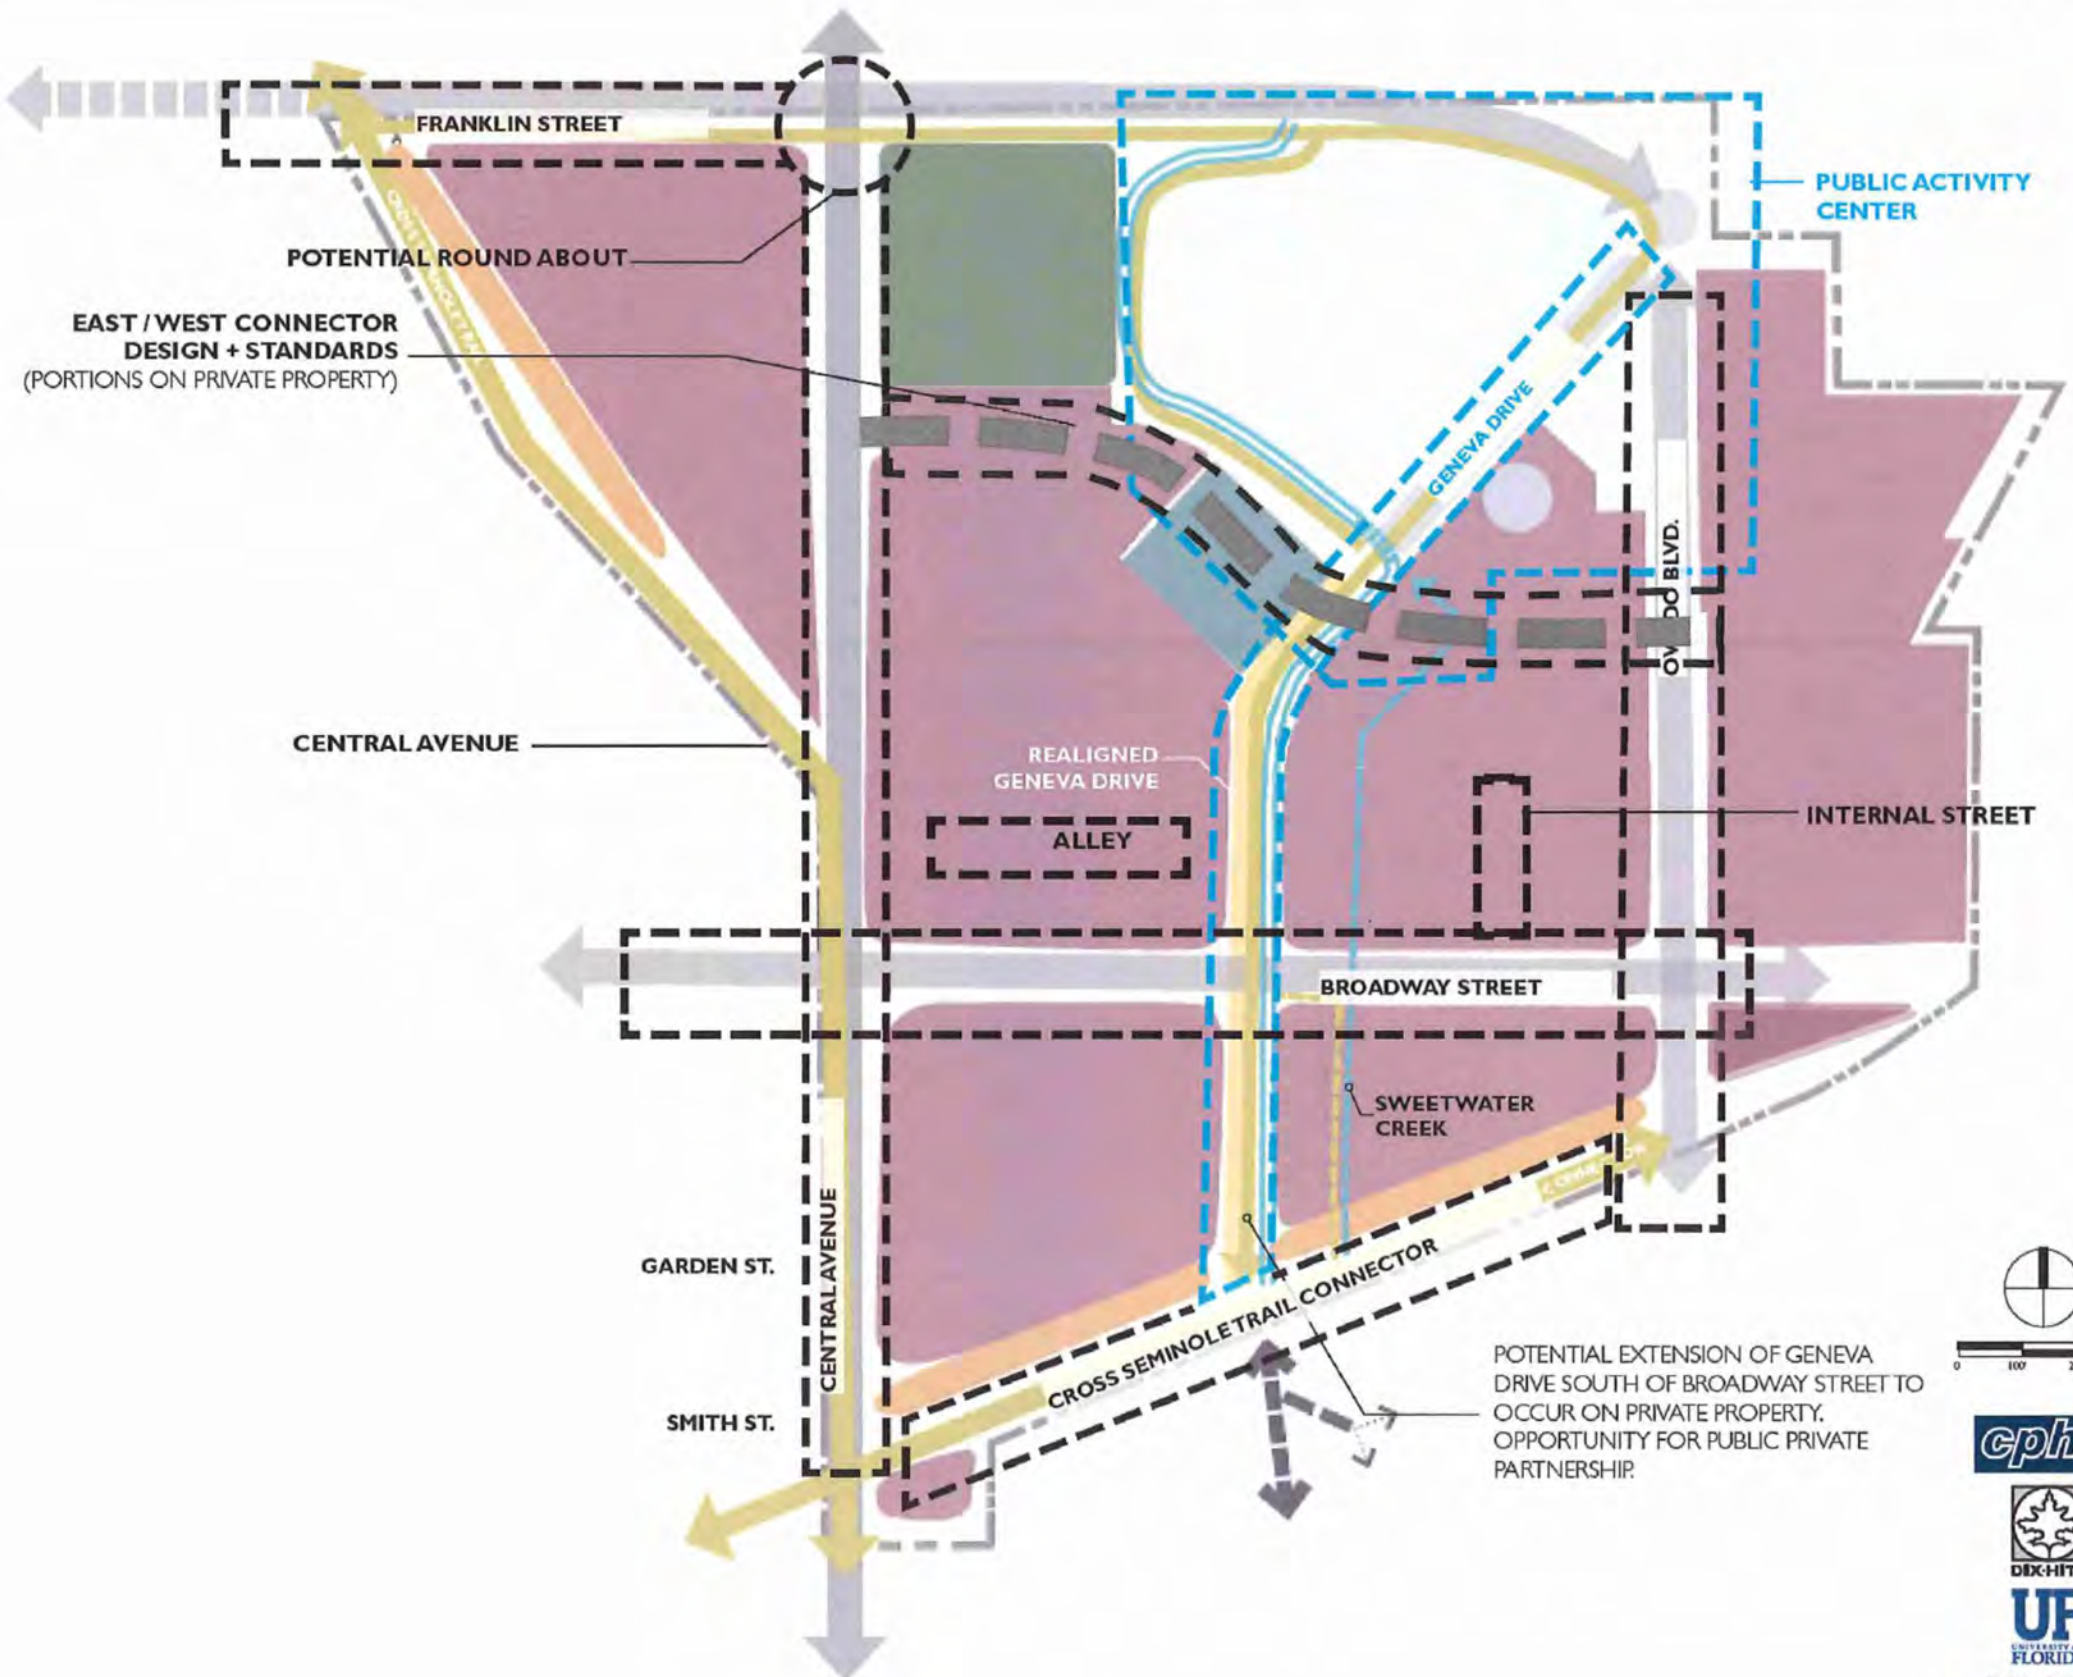 FRANKLIN STREET
PUBLIC ACTIVITY
CENTER
POTENTIAL ROUND ABOUT
EAST / WEST CONNECTOR
DESIGN + STANDARDS
(PORTIONS ON PRIVATE PROPERTY)
GENEVA DRIVE
BLVD.
CENTRAL AVENUE
REALIGNED
GENEVA DRIVE
INTERNAL STREET
ALLEY
BROADWAY STREET
SWEETWATER
CREEK
CENTRAL AVENUE
GARDEN ST.
CROSS SEMINOLE TRAIL CONNECTOR
SMITH ST.
POTENTIAL EXTENSION OF GENEVA
DRIVE SOUTH OF BROADWAY STREET TO
OCCUR ON PRIVATE PROPERTY.
OPPORTUNITY FOR PUBLIC PRIVATE
PARTNERSHIP.
0 100'
cph